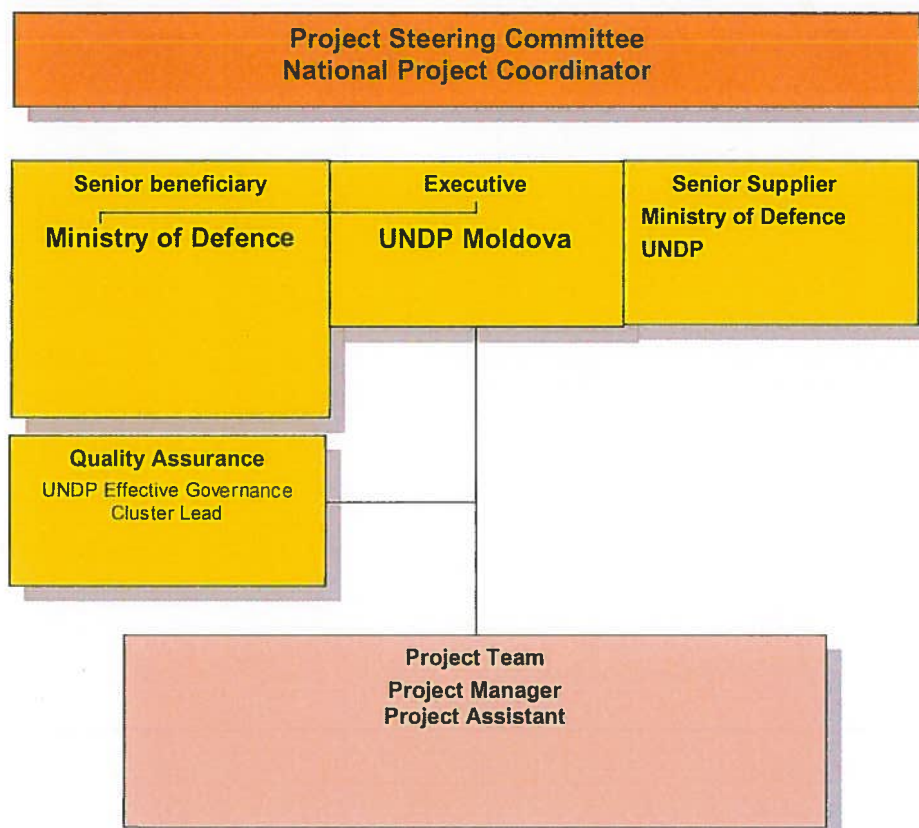 Project Steering Committee
National Project Coordinator
Senior beneficiary
Ministry of Defence
Executive
UNDP Moldova
Senior Supplier
Ministry of Defence
UNDP
Quality Assurance
UNDP Effective Governance
Cluster Lead
Project Team
Project Manager
Project Assistant